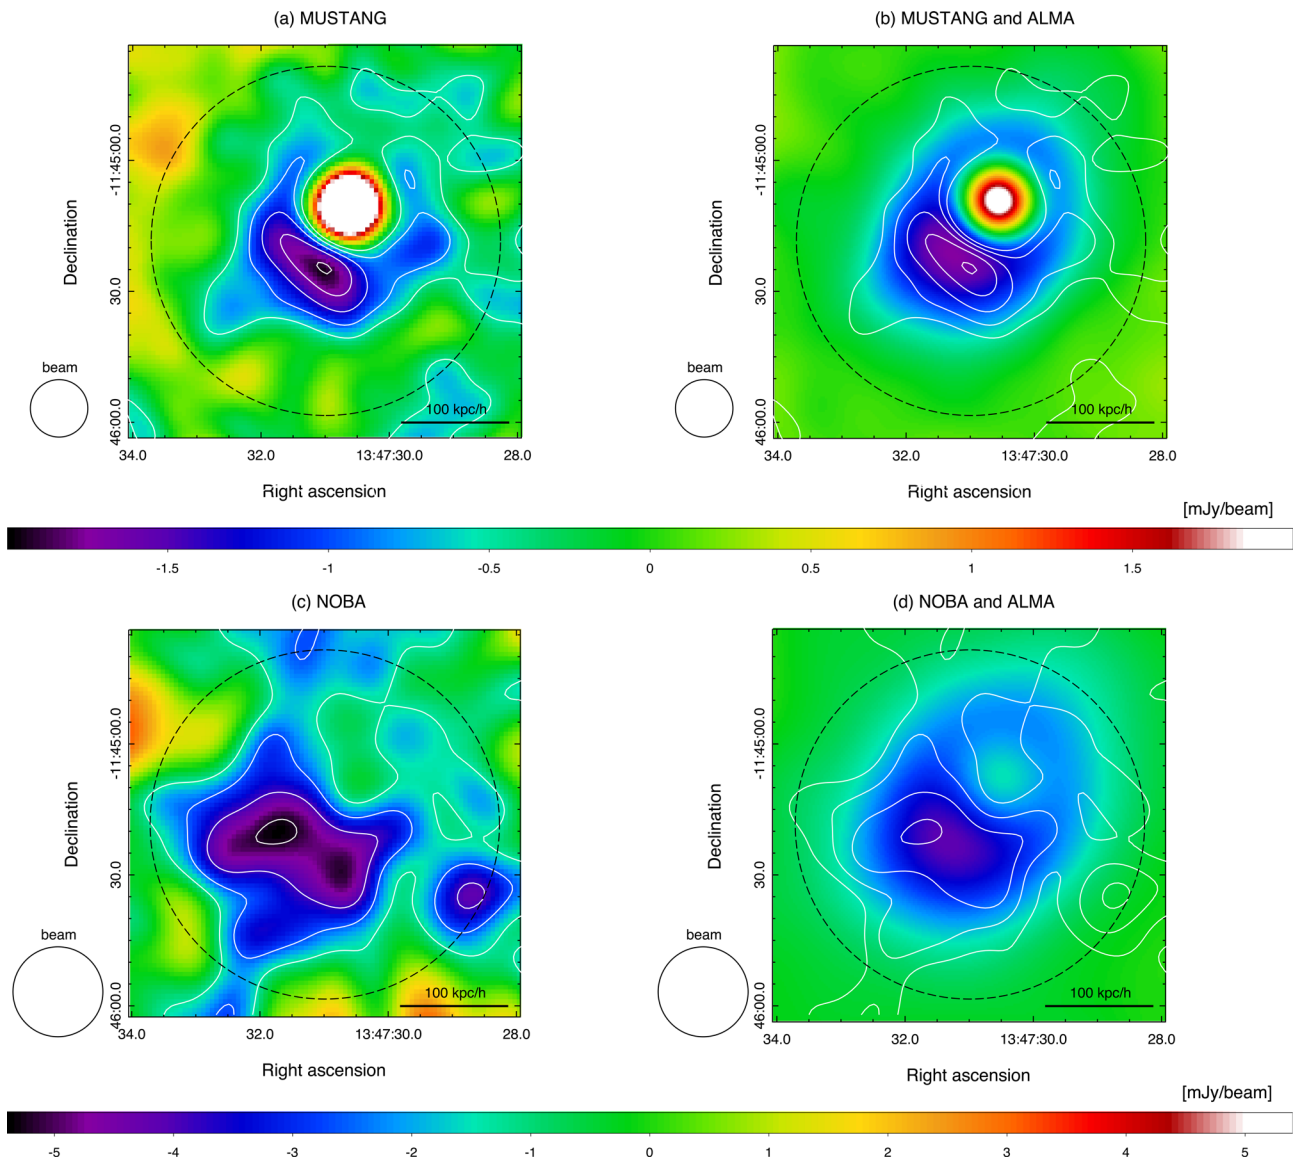 (a) MUSTANG
(b) MUSTANG and ALMA
Declination
-11:45:00.0
30.0
46:00.0
beam
100 kpc/h
34.0 32.0 13:47:30.0 28.0
Right ascension
Declination
-11:45:00.0
30.0
46:00.0
beam
100 kpc/h
34.0 32.0 13:47:30.0 28.0
Right ascension
[mJy/beam]
-1.5 -1 -0.5 0 0.5 1 1.5
(c) NOBA
(d) NOBA and ALMA
Declination
-11:45:00.0
30.0
46:00.0
beam
100 kpc/h
34.0 32.0 13:47:30.0 28.0
Right ascension
Declination
-11:45:00.0
30.0
46:00.0
beam
100 kpc/h
34.0 32.0 13:47:30.0 28.0
Right ascension
[mJy/beam]
-5 -4 -3 -2 -1 0 1 2 3 4 5